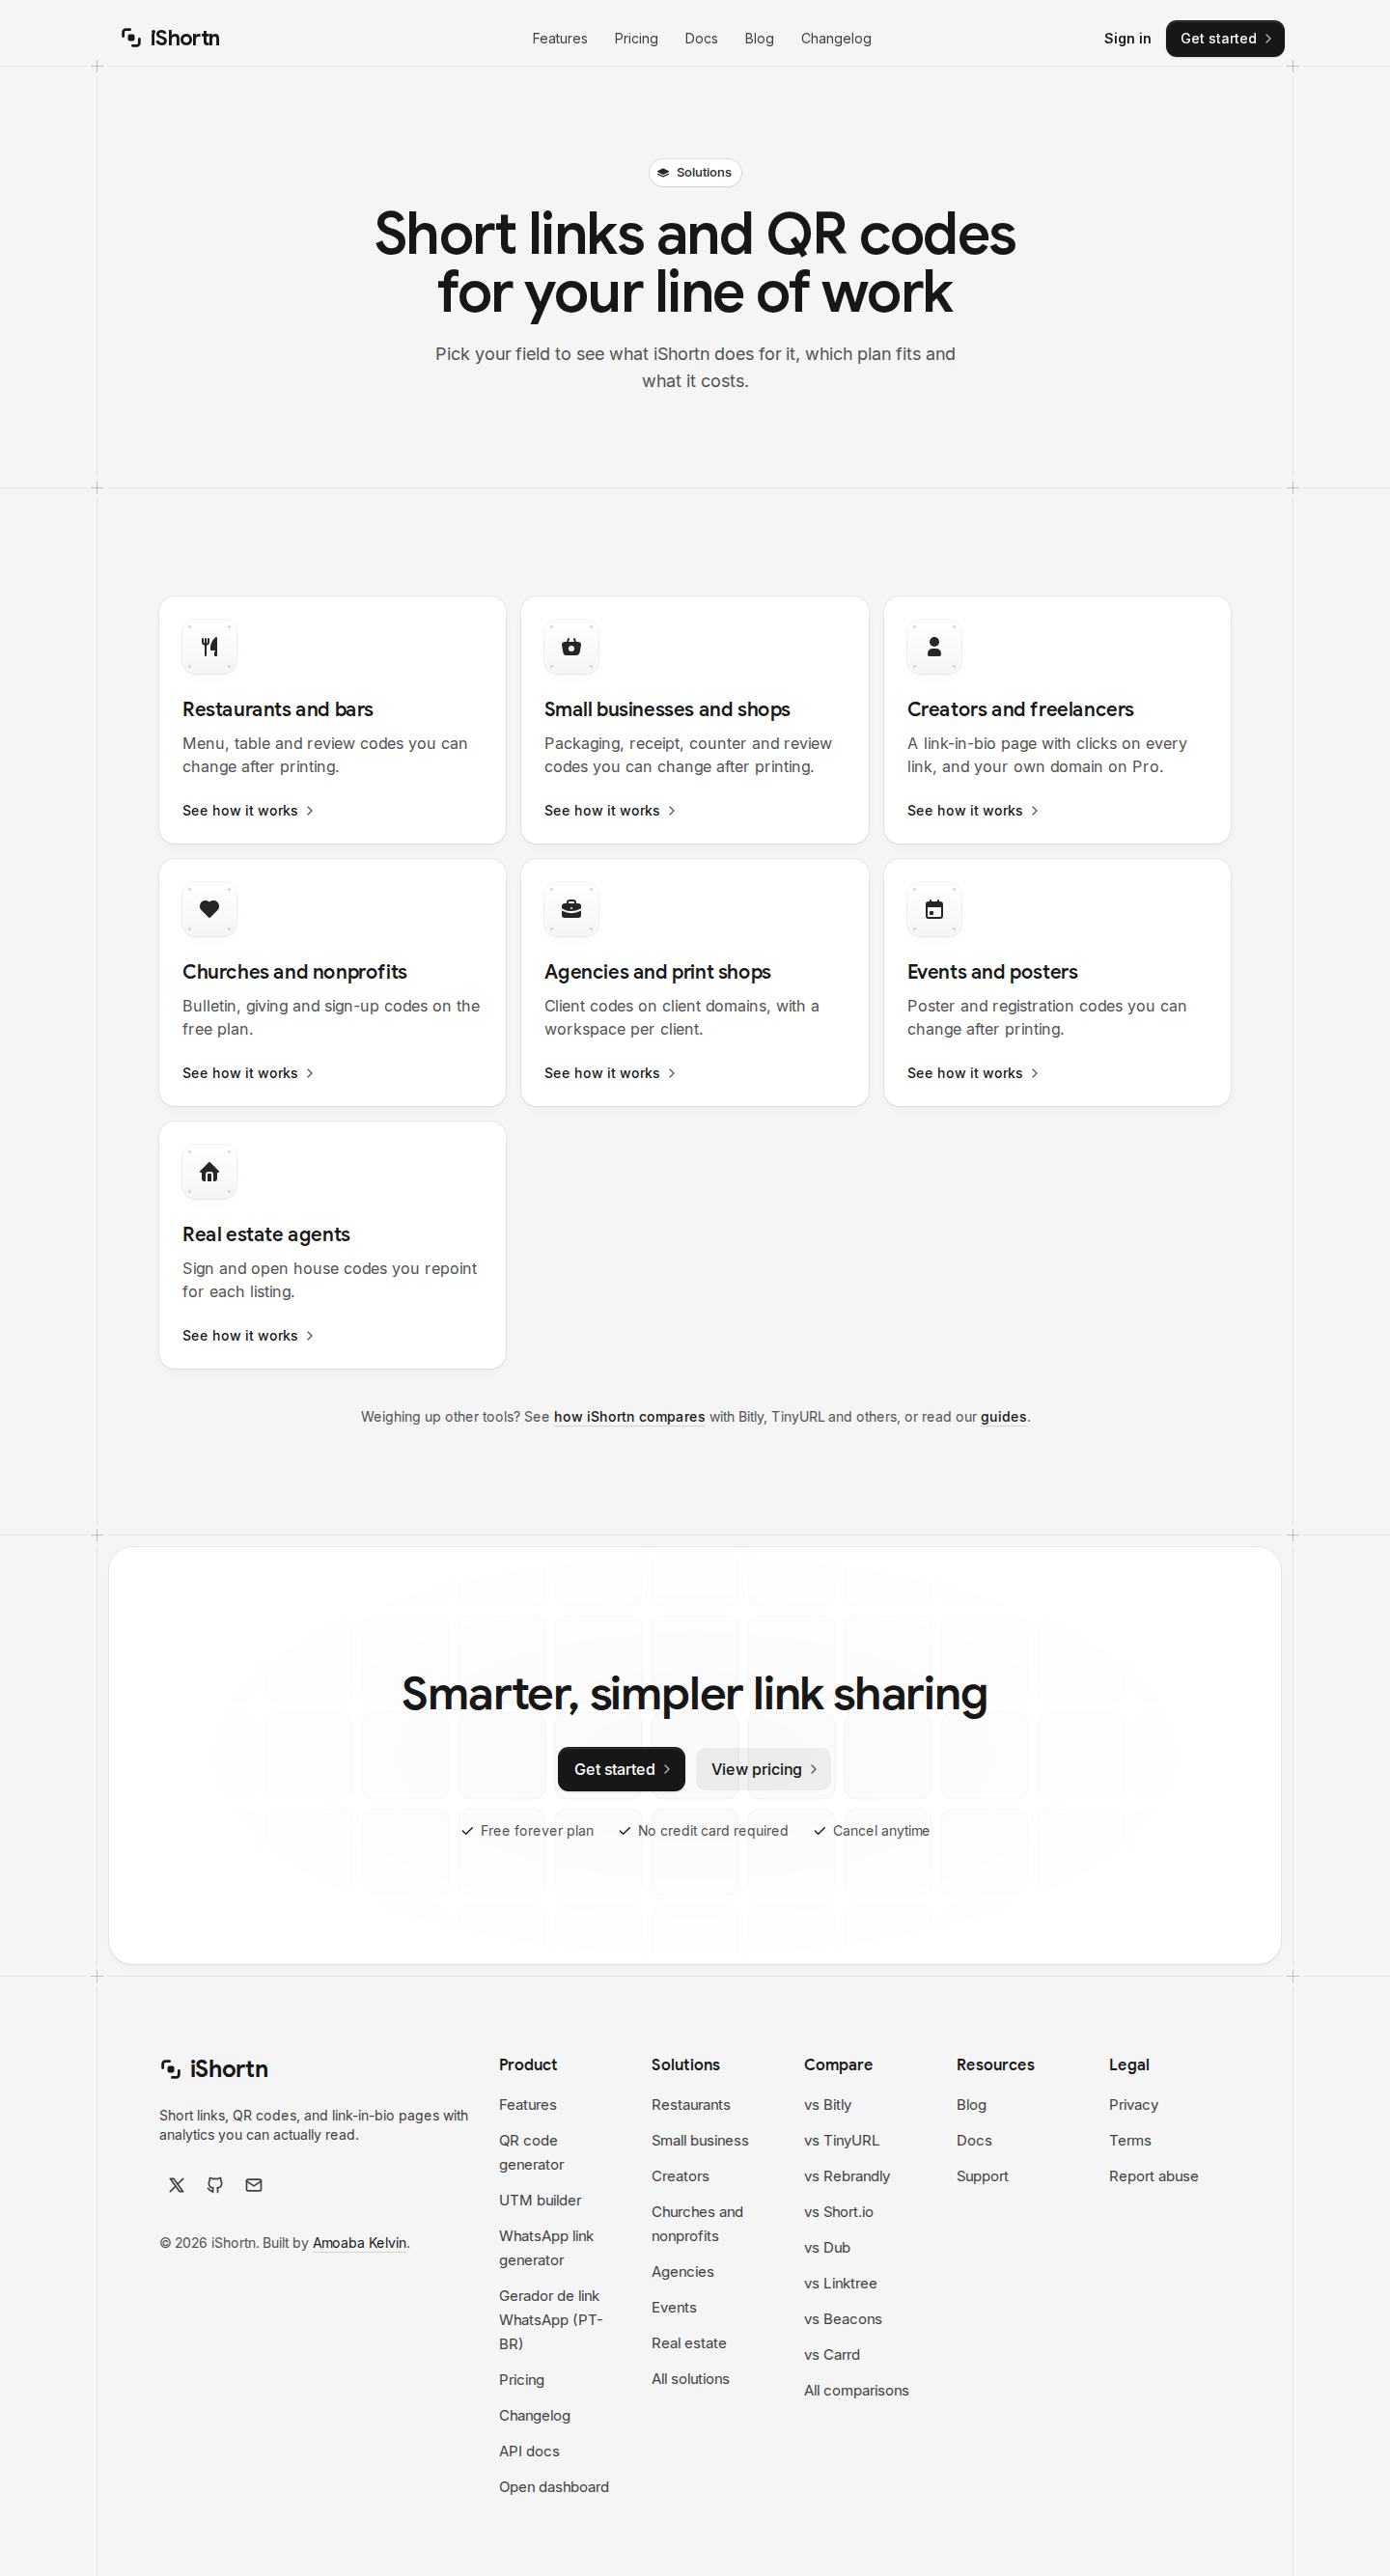 iShortn
Features
Pricing
Docs
Blog
Changelog
Sign in
Get started
Solutions
Short links and QR codes
for your line of work
Pick your field to see what iShortn does for it, which plan fits and
what it costs.
Restaurants and bars
Menu, table and review codes you can
change after printing.
See how it works
Small businesses and shops
Packaging, receipt, counter and review
codes you can change after printing.
See how it works
Creators and freelancers
A link-in-bio page with clicks on every
link, and your own domain on Pro.
See how it works
Churches and nonprofits
Bulletin, giving and sign-up codes on the
free plan.
See how it works
Agencies and print shops
Client codes on client domains, with a
workspace per client.
See how it works
Events and posters
Poster and registration codes you can
change after printing.
See how it works
Real estate agents
Sign and open house codes you repoint
for each listing.
See how it works
Weighing up other tools? See how iShortn compares with Bitly, TinyURL and others, or read our guides.
Smarter, simpler link sharing
Get started
View pricing
Free forever plan
No credit card required
Cancel anytime
iShortn
Short links, QR codes, and link-in-bio pages with
analytics you can actually read.
© 2026 iShortn. Built by Amoaba Kelvin.
Product
Features
QR code
generator
UTM builder
WhatsApp link
generator
Gerador de link
WhatsApp (PT-
BR)
Pricing
Changelog
API docs
Open dashboard
Solutions
Restaurants
Small business
Creators
Churches and
nonprofits
Agencies
Events
Real estate
All solutions
Compare
vs Bitly
vs TinyURL
vs Rebrandly
vs Short.io
vs Dub
vs Linktree
vs Beacons
vs Carrd
All comparisons
Resources
Blog
Docs
Support
Legal
Privacy
Terms
Report abuse